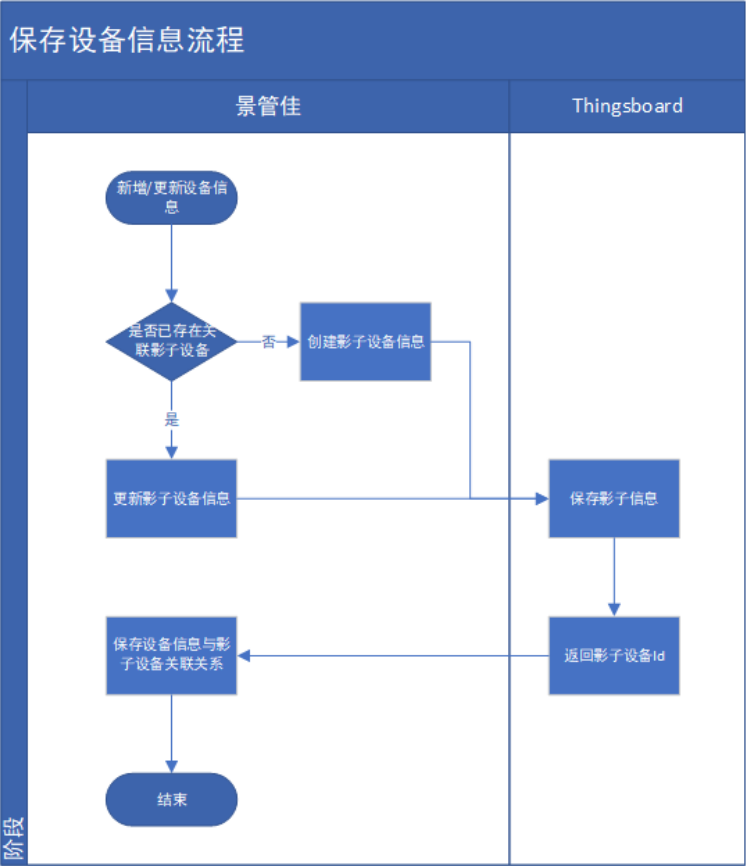 保存设备信息流程
景管佳
Thingsboard
新增/更新设备信
息
是否已存在关
联影子设备
否
创建影子设备信息
是
更新影子设备信息
保存影子信息
保存设备信息与影
子设备关联关系
返回影子设备Id
结束
阶段